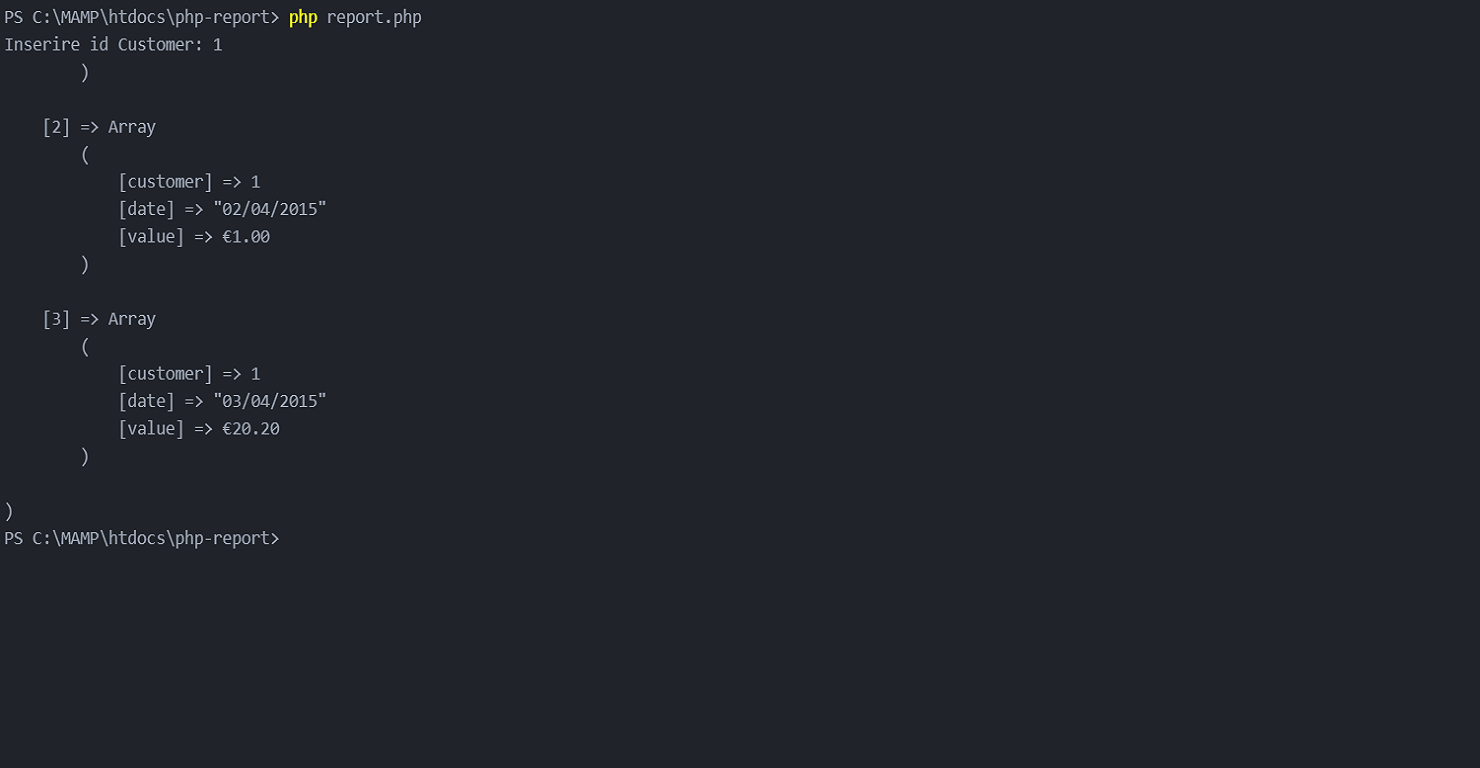 PS C:\MAMP\htdocs\php-report> php report.php
Inserire id Customer: 1
        )

    [2] => Array
        (
            [customer] => 1
            [date] => "02/04/2015"
            [value] => €1.00
        )

    [3] => Array
        (
            [customer] => 1
            [date] => "03/04/2015"
            [value] => €20.20
        )

)
PS C:\MAMP\htdocs\php-report>